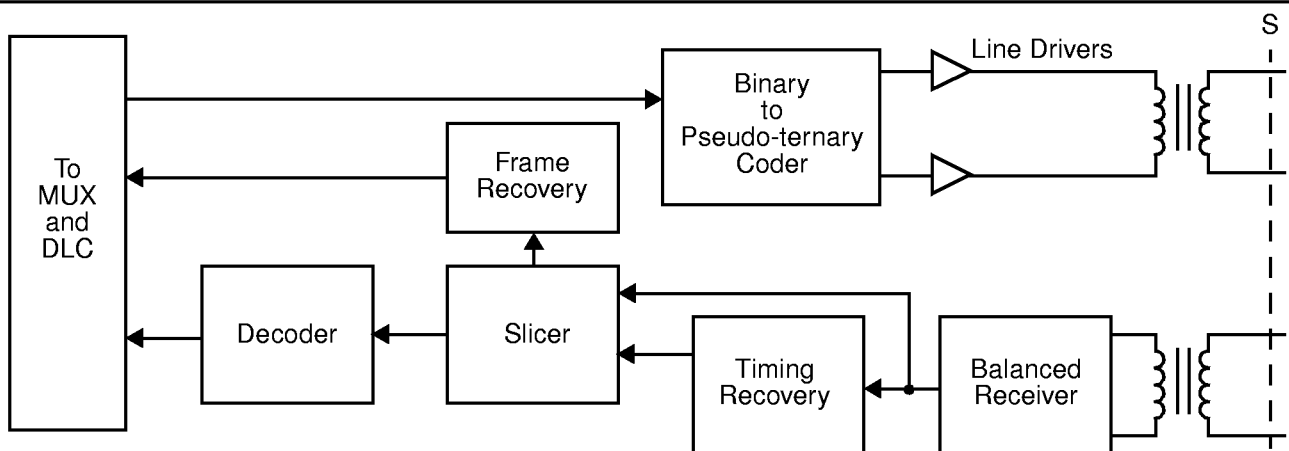 S
Line Drivers
Binary
to
Pseudo-ternary
Coder
To
MUX
and
DLC
Frame
Recovery
Decoder
Slicer
Timing
Recovery
Balanced
Receiver